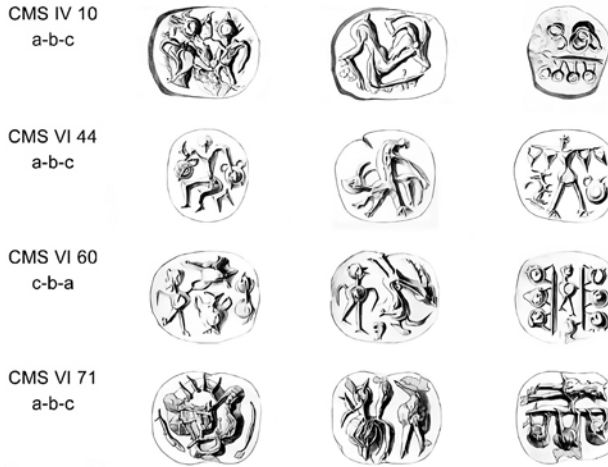 CMS IV 10
a-b-c
CMS VI 44
a-b-c
CMS VI 60
c-b-a
CMS VI 71
a-b-c